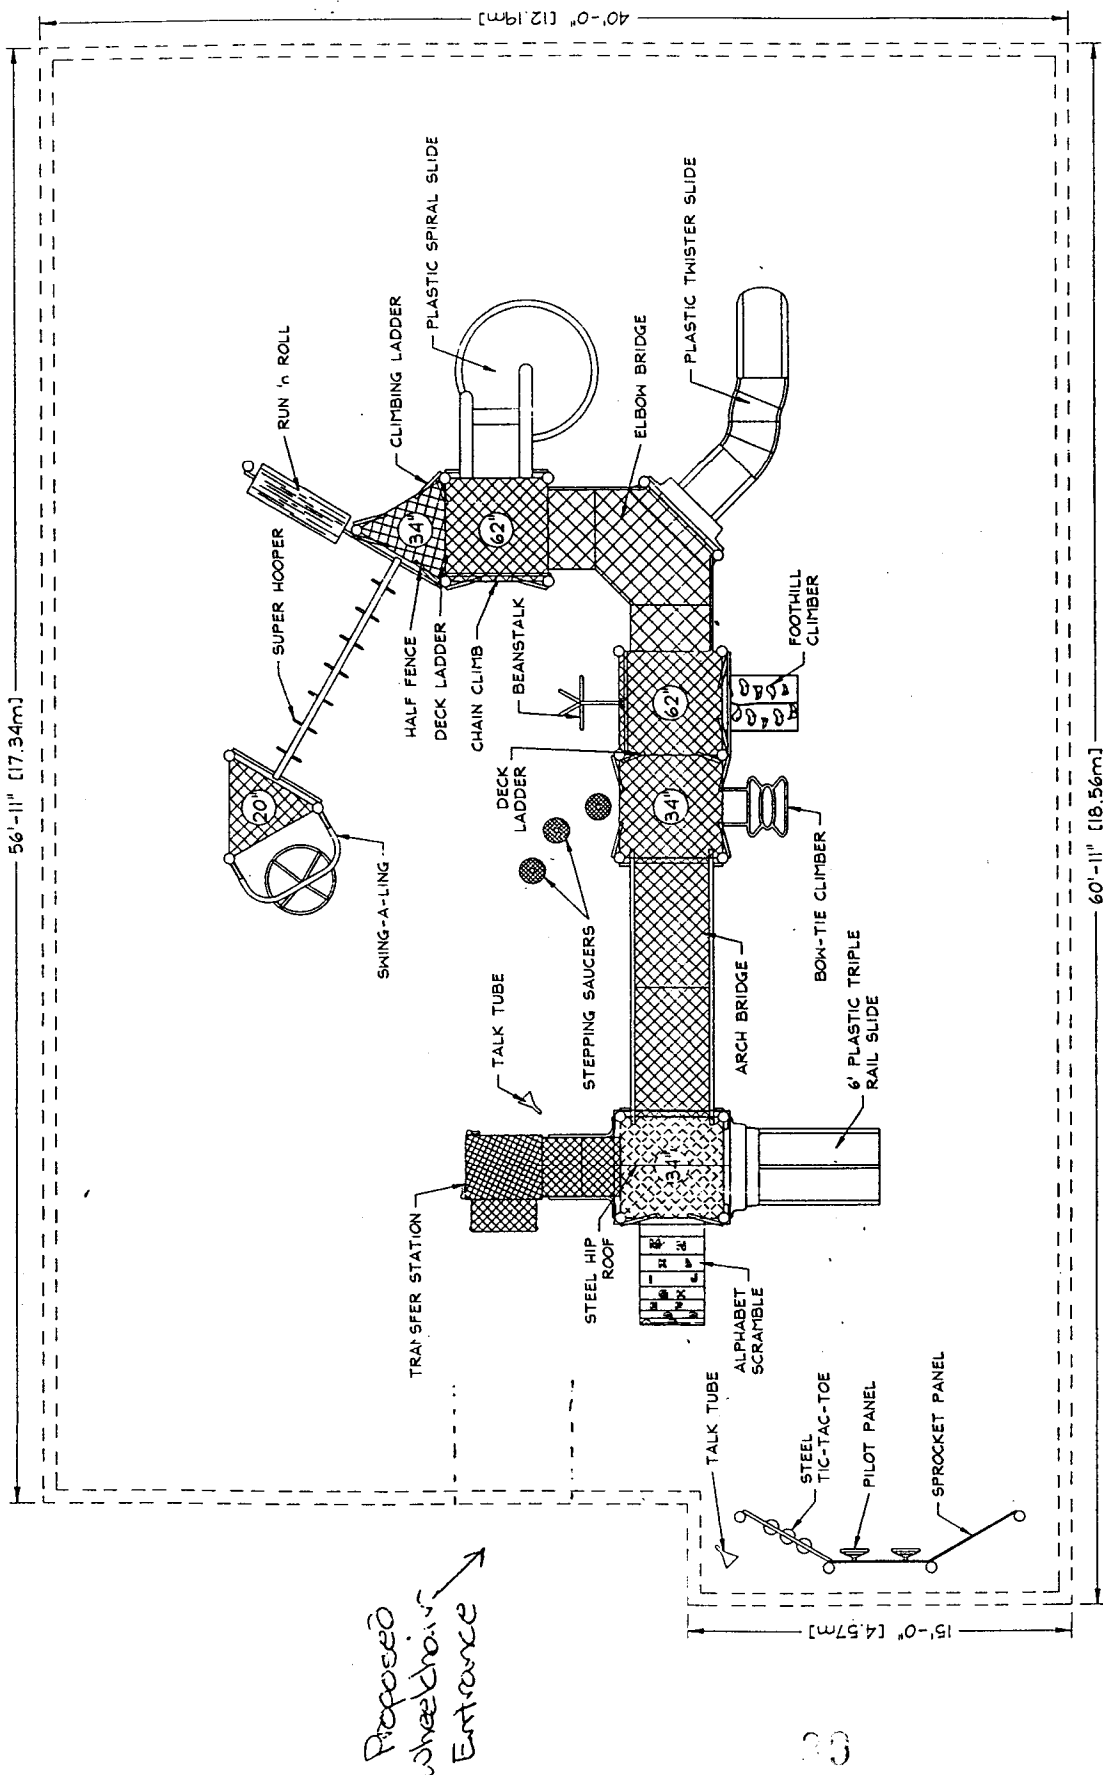 40'-0" [12.19m]
56'-11" [17.34m]
60'-11" [18.56m]
15'-0" [4.57m]
RUN 'n ROLL
CLIMBING LADDER
PLASTIC SPIRAL SLIDE
SUPER HOOPER
ELBOW BRIDGE
PLASTIC TWISTER SLIDE
34"
62"
HALF FENCE
DECK LADDER
CHAIN CLIMB
BEANSTALK
FOOTHILL
CLIMBER
62"
20"
DECK
LADDER
34"
SWING-A-LING
STEPPING SAUCERS
BOW-TIE CLIMBER
TALK TUBE
ARCH BRIDGE
6' PLASTIC TRIPLE
RAIL SLIDE
34"
TRANSFER STATION
STEEL HIP
ROOF
ALPHABET
SCRAMBLE
TALK TUBE
STEEL
TIC-TAC-TOE
PILOT PANEL
SPROCKET PANEL
Proposed
wheelchair
Entrance